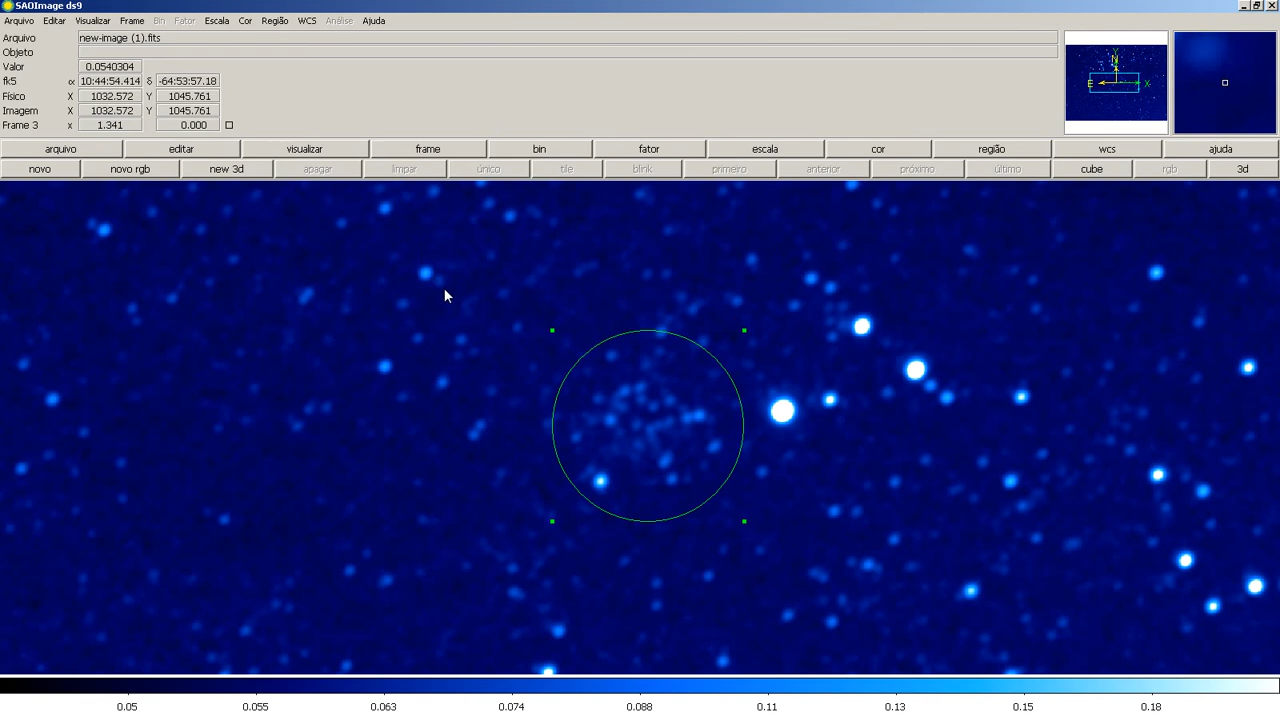 SAOImage ds9
Arquivo Editar Visualizar Frame Bin Fator Escala Cor Região WCS Análise Ajuda
Arquivo new-image (1).fits
Objeto
Valor 0.0540304
fk5 α 10:44:54.414 δ -64:53:57.18
Físico X 1032.572 Y 1045.761
Imagem X 1032.572 Y 1045.761
Frame 3 x 1.341 0.000
Y
N
E X
arquivo editar visualizar frame bin fator escala cor região wcs ajuda
novo novo rgb new 3d apagar limpar único tile blink primeiro anterior próximo último cube rgb 3d
0.05 0.055 0.063 0.074 0.088 0.11 0.13 0.15 0.18